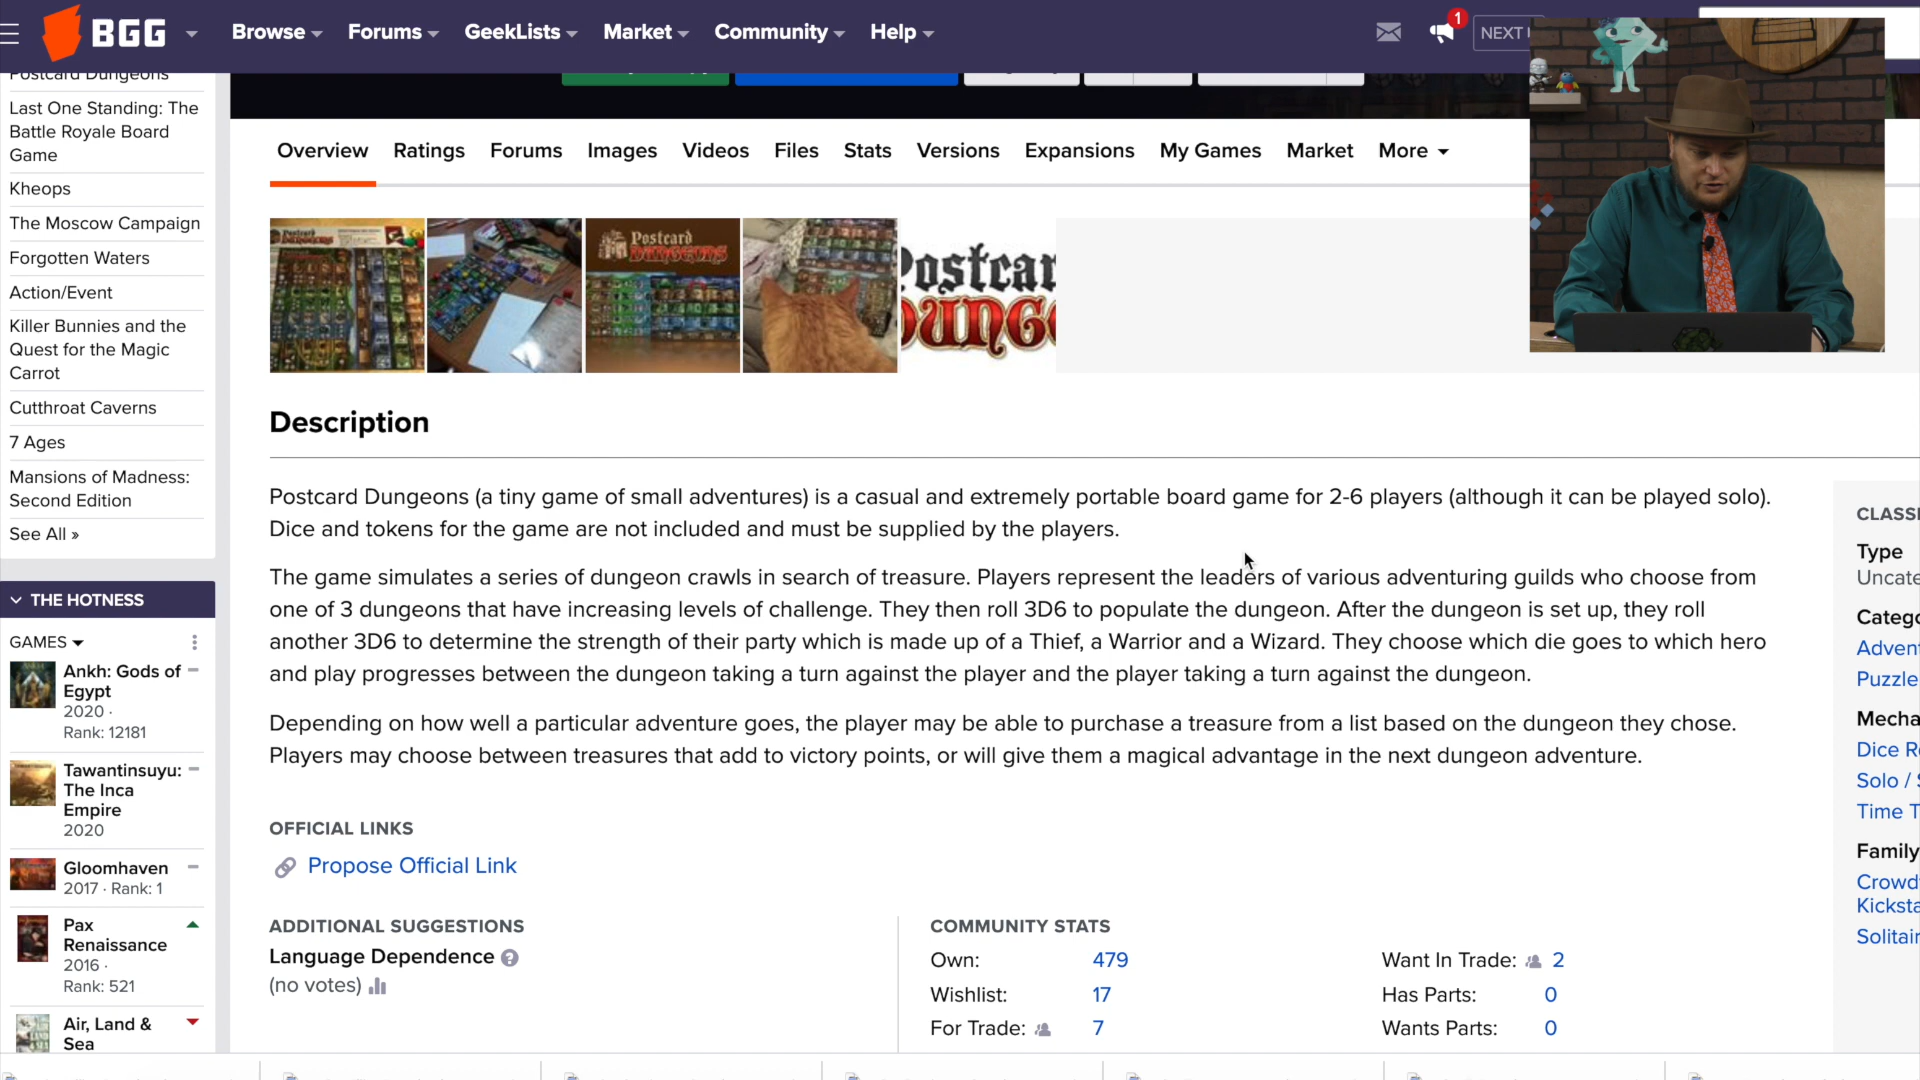 BGG
Browse Forums GeekLists Market Community Help
1
NEXT
Postcard Dungeons
Last One Standing: The
Battle Royale Board
Game
Kheops
The Moscow Campaign
Forgotten Waters
Action/Event
Killer Bunnies and the
Quest for the Magic
Carrot
Cutthroat Caverns
7 Ages
Mansions of Madness:
Second Edition
See All »
THE HOTNESS
GAMES
Ankh: Gods of
Egypt
2020 ·
Rank: 12181
Tawantinsuyu:
The Inca
Empire
2020
Gloomhaven
2017 · Rank: 1
Pax
Renaissance
2016 ·
Rank: 521
Air, Land &
Sea
Overview Ratings Forums Images Videos Files Stats Versions Expansions My Games Market More
Postcard
DUNGEONS
Description
Postcard Dungeons (a tiny game of small adventures) is a casual and extremely portable board game for 2-6 players (although it can be played solo).
Dice and tokens for the game are not included and must be supplied by the players.
The game simulates a series of dungeon crawls in search of treasure. Players represent the leaders of various adventuring guilds who choose from
one of 3 dungeons that have increasing levels of challenge. They then roll 3D6 to populate the dungeon. After the dungeon is set up, they roll
another 3D6 to determine the strength of their party which is made up of a Thief, a Warrior and a Wizard. They choose which die goes to which hero
and play progresses between the dungeon taking a turn against the player and the player taking a turn against the dungeon.
Depending on how well a particular adventure goes, the player may be able to purchase a treasure from a list based on the dungeon they chose.
Players may choose between treasures that add to victory points, or will give them a magical advantage in the next dungeon adventure.
OFFICIAL LINKS
Propose Official Link
ADDITIONAL SUGGESTIONS
Language Dependence
(no votes)
COMMUNITY STATS
Own: 479
Wishlist: 17
For Trade: 7
Want In Trade: 2
Has Parts: 0
Wants Parts: 0
Type
Dice R
Solo / S
Time T
Family